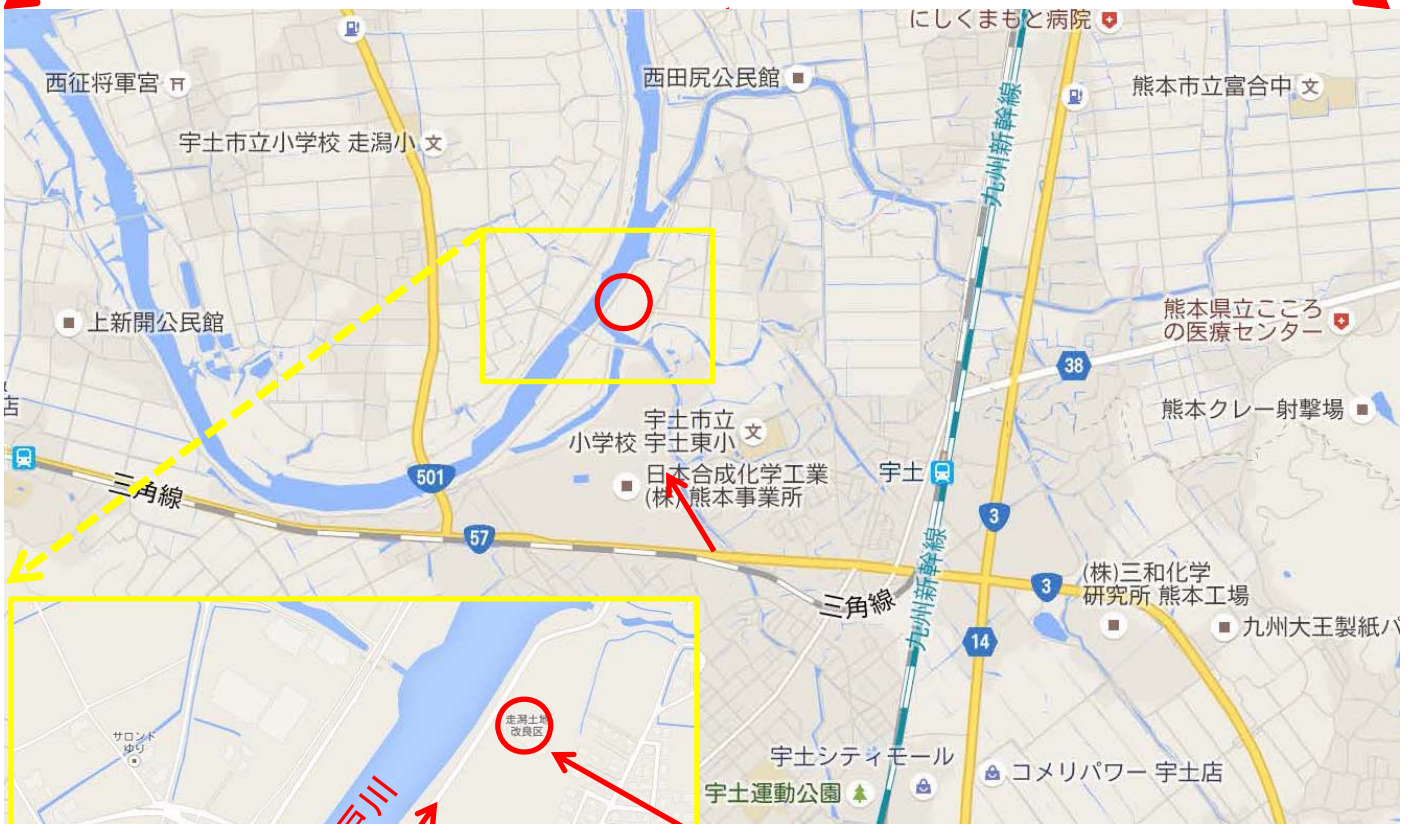 にしくまもと病院
西征将軍宮
西田尻公民館
熊本市立富合中
宇土市立小学校 走潟小
九州新幹線
上新開公民館
熊本県立こころ
の医療センター
38
店
熊本クレー射撃場
宇土市立
小学校 宇土東小
501
日本合成化学工業
(株) 熊本事業所
宇土
三角線
57
3
九州新幹線
(株)三和化学
研究所 熊本工場
3
三角線
九州大王製紙パ
14
走潟土地
改良区
サロンド
ゆり
宇土シティモール
コメリパワー 宇土店
宇土運動公園
川